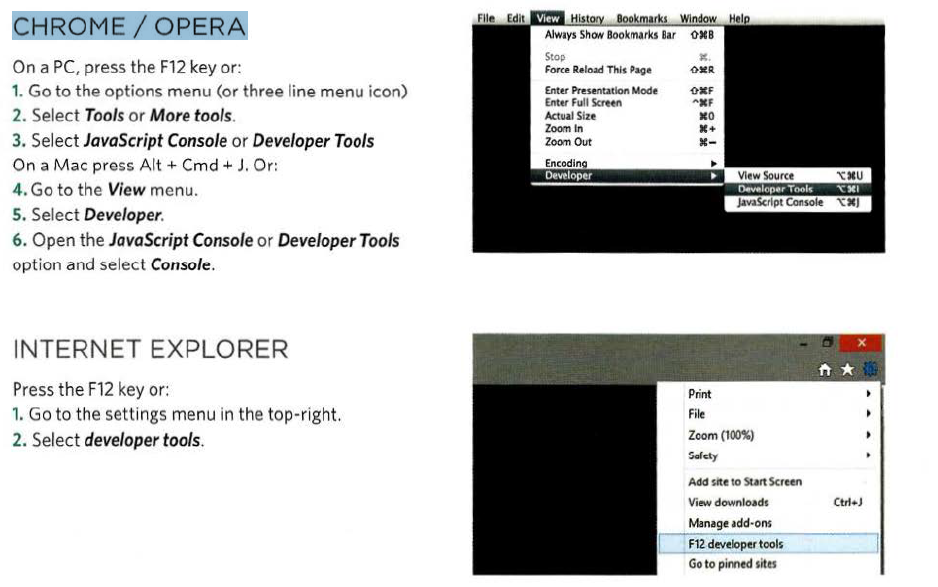 CHROME / OPERA
On a PC, press the F12 key or:
1. Go to the options menu (or three line menu icon)
2. Select Tools or More tools.
3. Select JavaScript Console or Developer Tools
On a Mac press Alt + Cmd + J. Or:
4. Go to the View menu.
5. Select Developer.
6. Open the JavaScript Console or Developer Tools
option and select Console.
File Edit View History Bookmarks Window Help
Always Show Bookmarks Bar ⇧⌘B
Stop ⌘.
Force Reload This Page ⇧⌘R
Enter Presentation Mode ⇧⌘F
Enter Full Screen ^⌘F
Actual Size ⌘0
Zoom In ⌘+
Zoom Out ⌘−
Encoding
Developer
View Source ⌥⌘U
Developer Tools ⌥⌘I
JavaScript Console ⌥⌘J
INTERNET EXPLORER
Press the F12 key or:
1. Go to the settings menu in the top-right.
2. Select developer tools.
Print
File
Zoom (100%)
Safety
Add site to Start Screen
View downloads Ctrl+J
Manage add-ons
F12 developer tools
Go to pinned sites